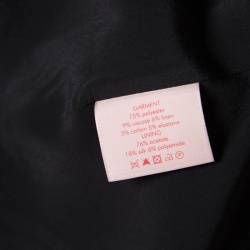 GARMENT
75% polyester
9% viscose 6% linen
5% cotton 5% elastane
LINING
76% acetate
18% silk 6% polyamide